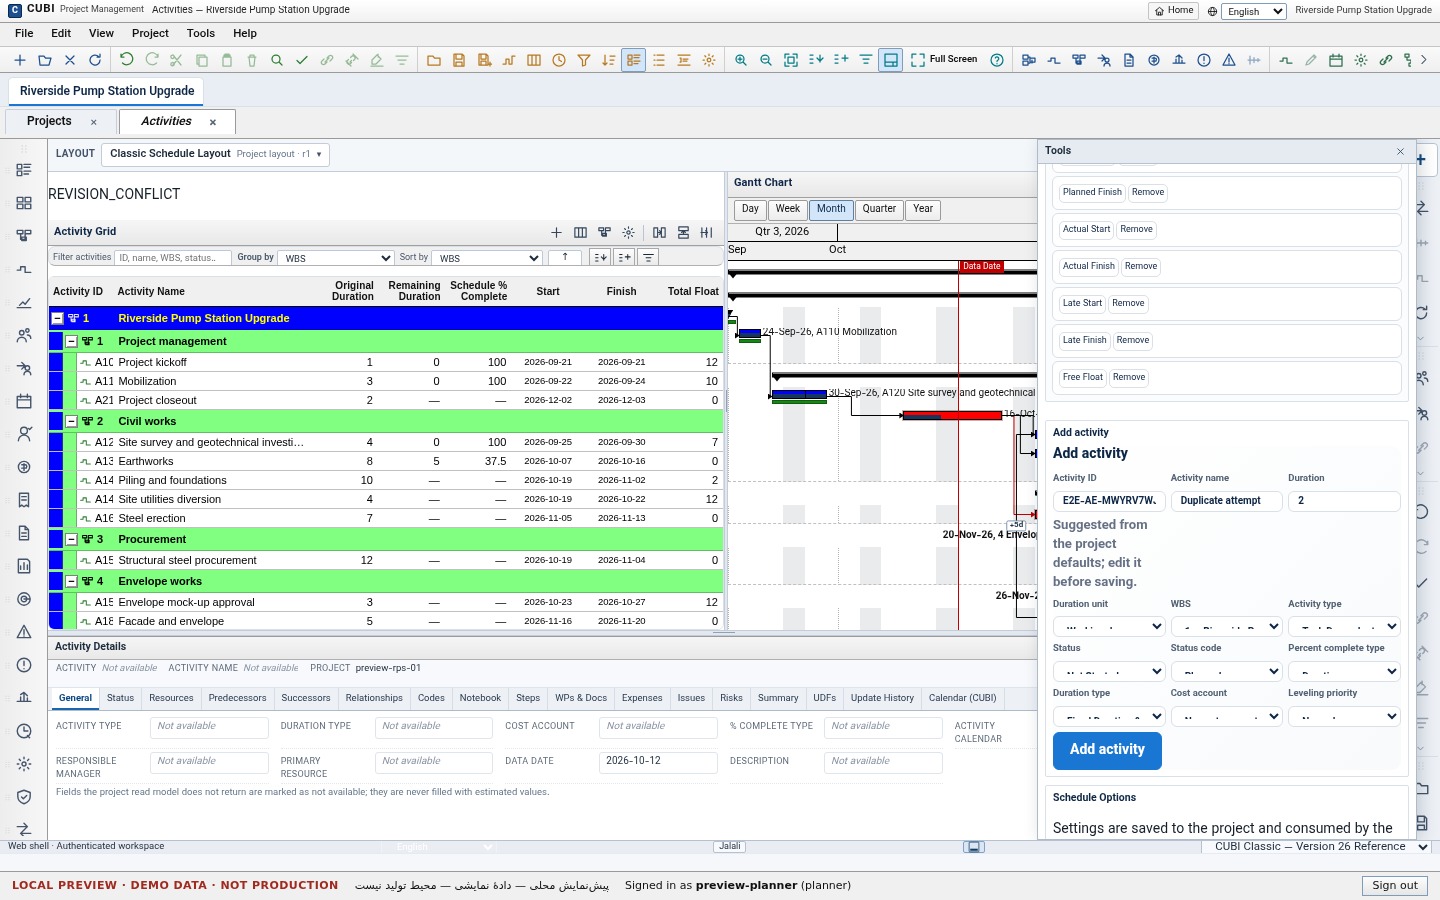 CUBI Project Management Activities — Riverside Pump Station Upgrade
Home English Riverside Pump Station Upgrade
File Edit View Project Tools Help
Full Screen
Riverside Pump Station Upgrade
Projects × Activities ×
LAYOUT Classic Schedule Layout Project layout · r1
REVISION_CONFLICT
Activity Grid
Filter activities ID, name, WBS, status.. Group by WBS Sort by WBS
Activity ID Activity Name Original Duration Remaining Duration Schedule % Complete Start Finish Total Float
1 Riverside Pump Station Upgrade
1 Project management
A10 Project kickoff 1 0 100 2026-09-21 2026-09-21 12
A11 Mobilization 3 0 100 2026-09-22 2026-09-24 10
A21 Project closeout 2 — — 2026-12-02 2026-12-03 0
2 Civil works
A12 Site survey and geotechnical investi... 4 0 100 2026-09-25 2026-09-30 7
A13 Earthworks 8 5 37.5 2026-10-07 2026-10-16 0
A14 Piling and foundations 10 — — 2026-10-19 2026-11-02 2
A14 Site utilities diversion 4 — — 2026-10-19 2026-10-22 12
A16 Steel erection 7 — — 2026-11-05 2026-11-13 0
3 Procurement
A15 Structural steel procurement 12 — — 2026-10-19 2026-11-04 0
4 Envelope works
A15 Envelope mock-up approval 3 — — 2026-10-23 2026-10-27 12
A18 Facade and envelope 5 — — 2026-11-16 2026-11-20 0
Gantt Chart
Day Week Month Quarter Year
Qtr 3, 2026
Sep Oct
Data Date
24-Sep-26, A110 Mobilization
30-Sep-26, A120 Site survey and geotechnical
16-Oct-
+5d
20-Nov-26, 4 Envelop
26-Nov-2
Tools
Planned Finish Remove
Actual Start Remove
Actual Finish Remove
Late Start Remove
Late Finish Remove
Free Float Remove
Add activity
Add activity
Activity ID Activity name Duration
E2E-AE-MWYRV7W. Duplicate attempt 2
Suggested from
the project
defaults; edit it
before saving.
Duration unit WBS Activity type
Status Status code Percent complete type
Duration type Cost account Leveling priority
Add activity
Schedule Options
Settings are saved to the project and consumed by the
Activity Details
ACTIVITY Not available ACTIVITY NAME Not available PROJECT preview-rps-01
General Status Resources Predecessors Successors Relationships Codes Notebook Steps WPs & Docs Expenses Issues Risks Summary UDFs Update History Calendar (CUBI)
ACTIVITY TYPE Not available DURATION TYPE Not available COST ACCOUNT Not available % COMPLETE TYPE Not available ACTIVITY CALENDAR
RESPONSIBLE MANAGER Not available PRIMARY RESOURCE Not available DATA DATE 2026-10-12 DESCRIPTION Not available
Fields the project read model does not return are marked as not available; they are never filled with estimated values.
Web shell · Authenticated workspace English Jalali CUBI Classic — Version 26 Reference
LOCAL PREVIEW · DEMO DATA · NOT PRODUCTION پیش‌نمایش محلی — دادهٔ نمایشی — محیط تولید نیست Signed in as preview-planner (planner) Sign out